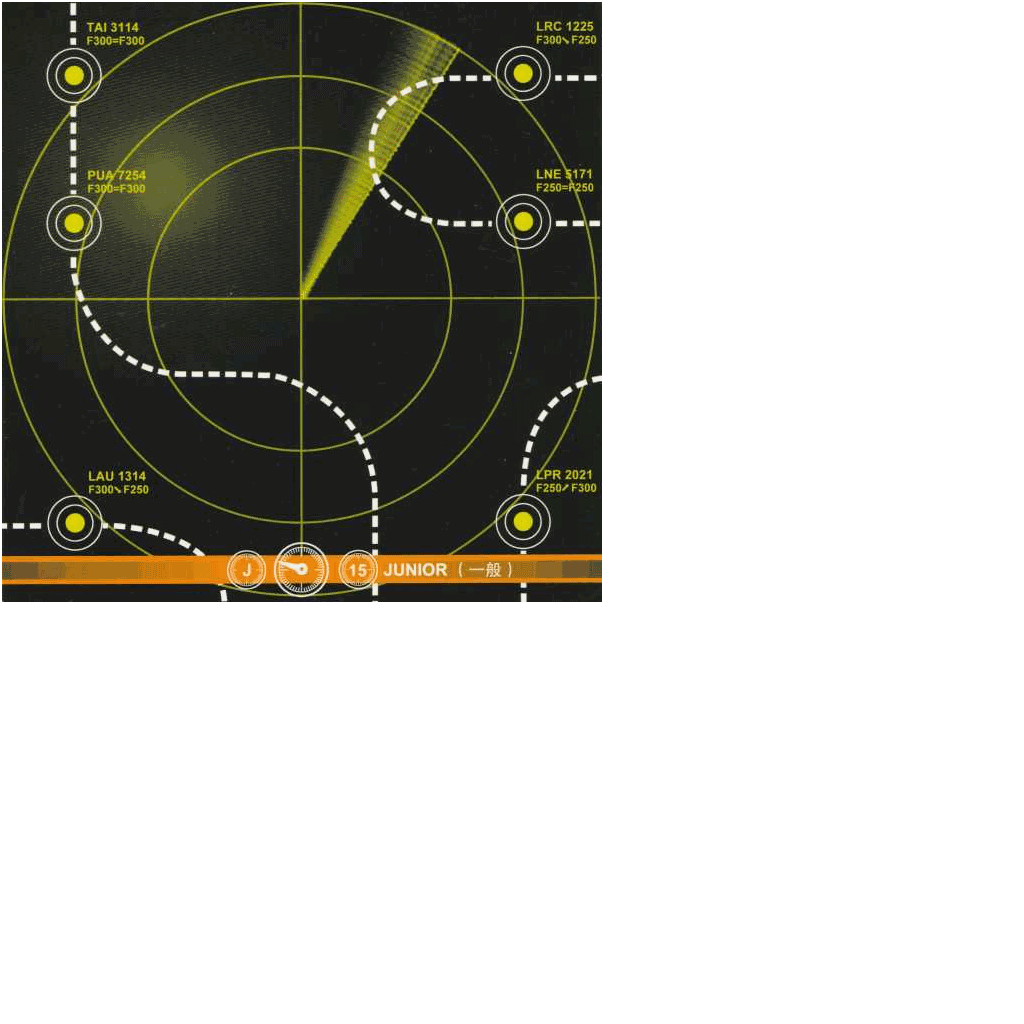 TAI 3114
F300=F300
LRC 1225
F300➘F250
PUA 7254
F300=F300
LNE 5171
F250=F250
LAU 1314
F300➘F250
LPR 2021
F250➚F300
J 15 JUNIOR (一般)